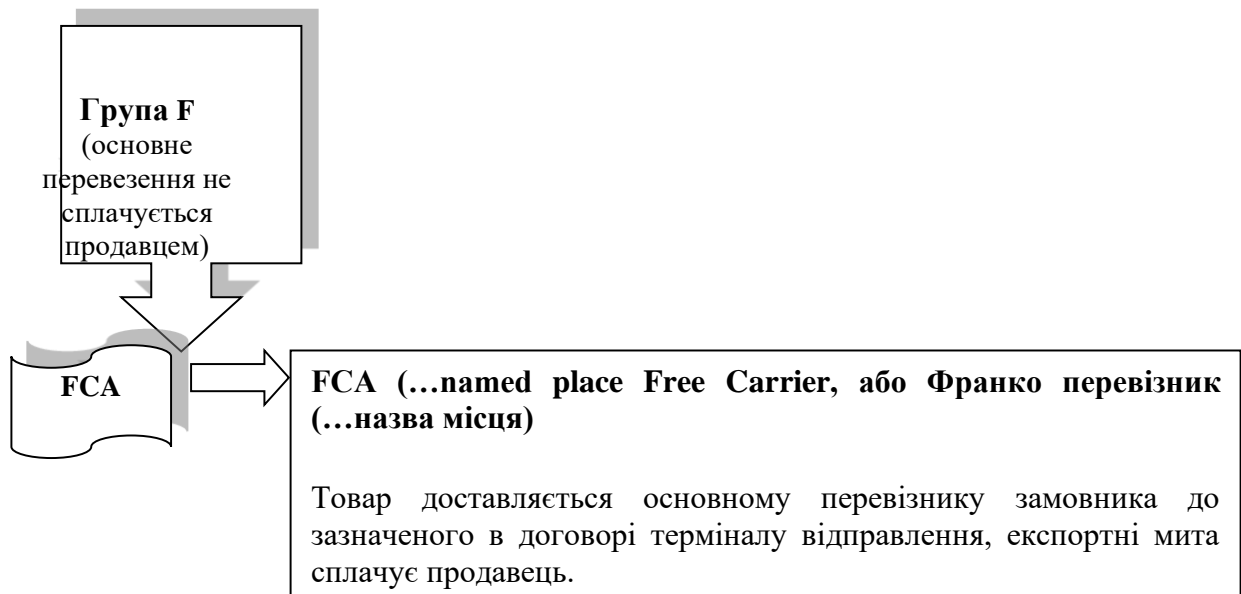 Група F
(основне
перевезення не
сплачується
продавцем)
FCA
FCA (…named place Free Carrier, або Франко перевізник
(…назва місця)
Товар доставляється основному перевізнику замовника до
зазначеного в договорі терміналу відправлення, експортні мита
сплачує продавець.